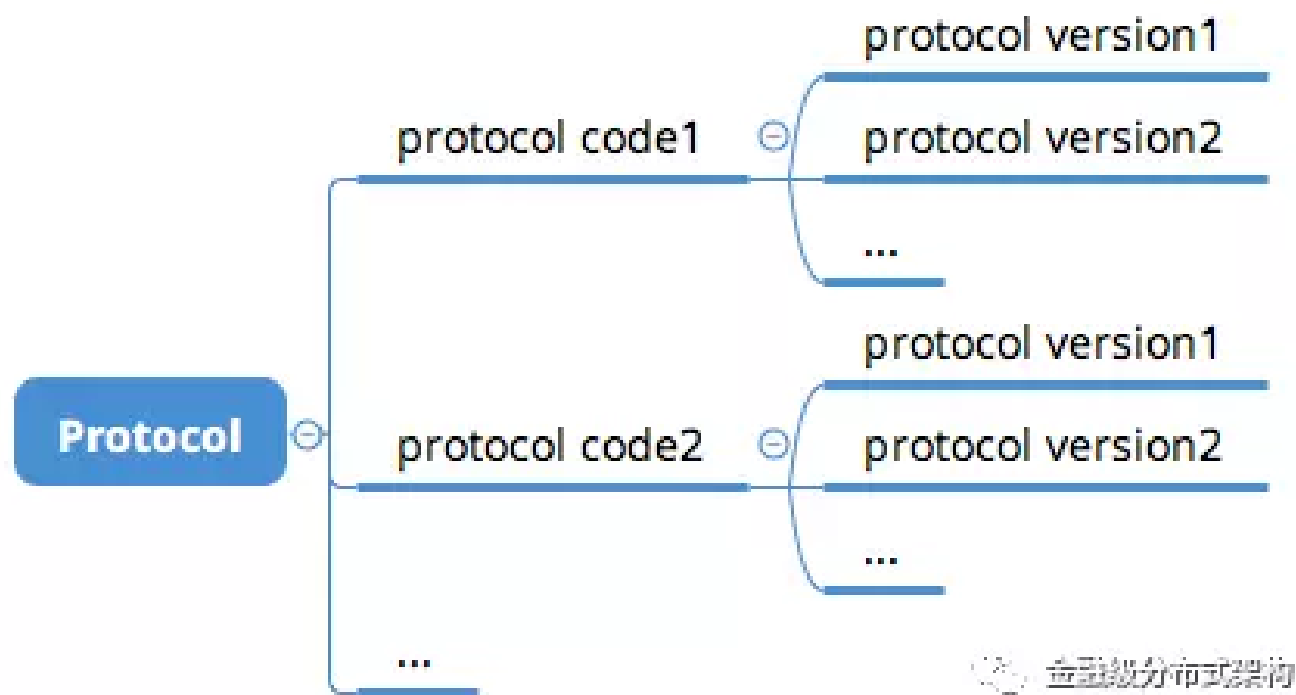 protocol version1
protocol code1
protocol version2
...
protocol version1
Protocol
protocol code2
protocol version2
...
...
金融级分布式架构